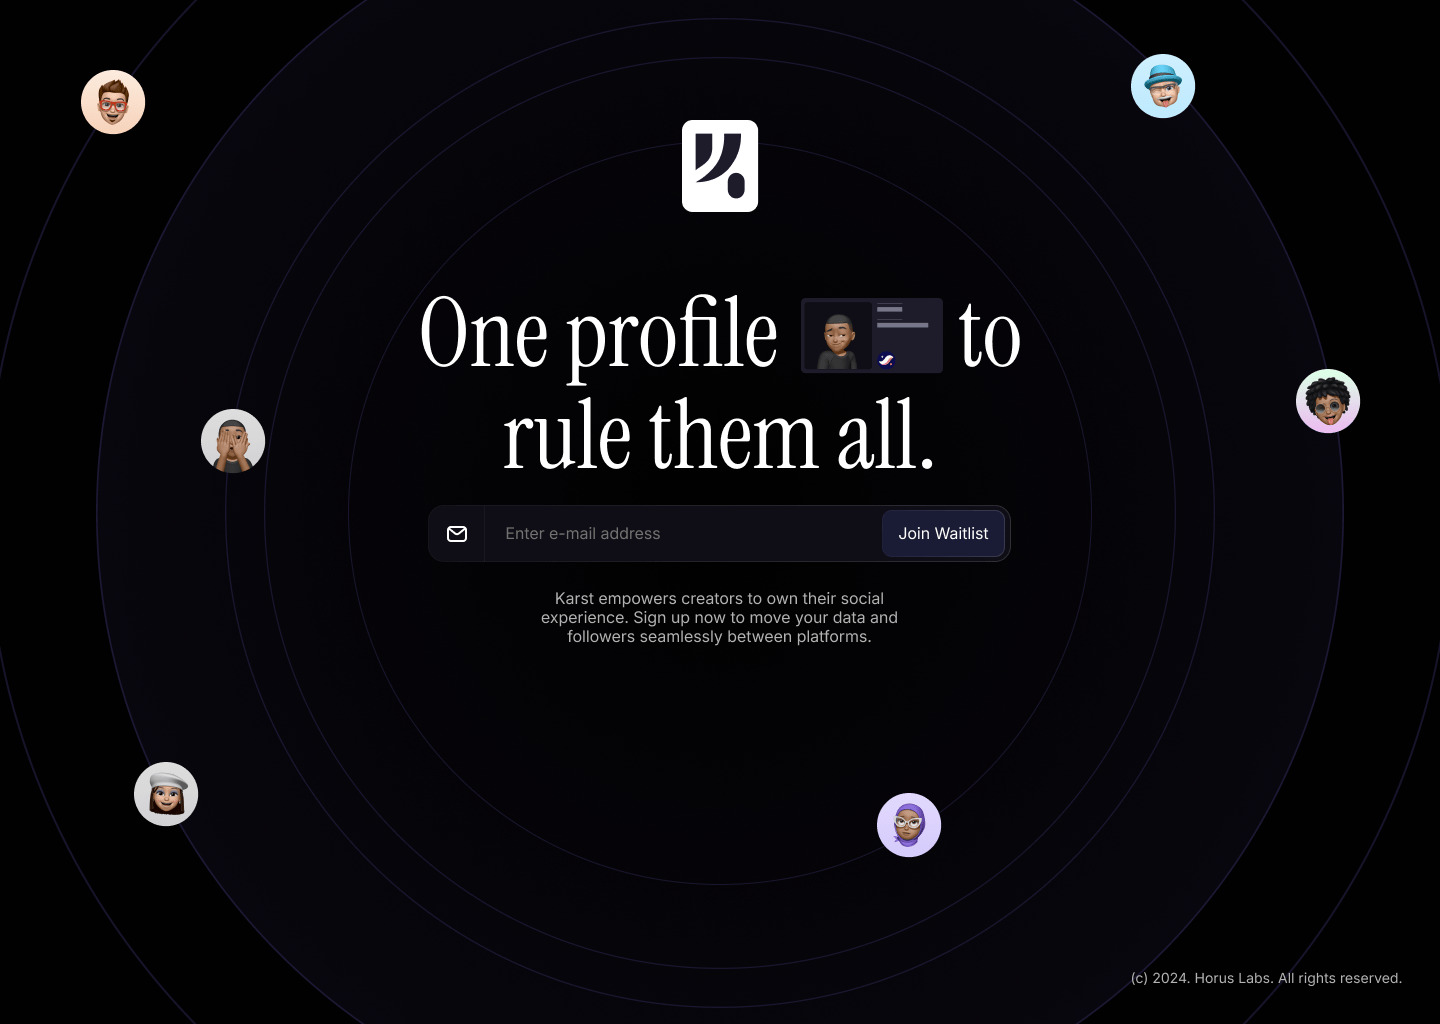 One profile to
rule them all.
Enter e-mail address
Join Waitlist
Karst empowers creators to own their social
experience. Sign up now to move your data and
followers seamlessly between platforms.
(c) 2024. Horus Labs. All rights reserved.